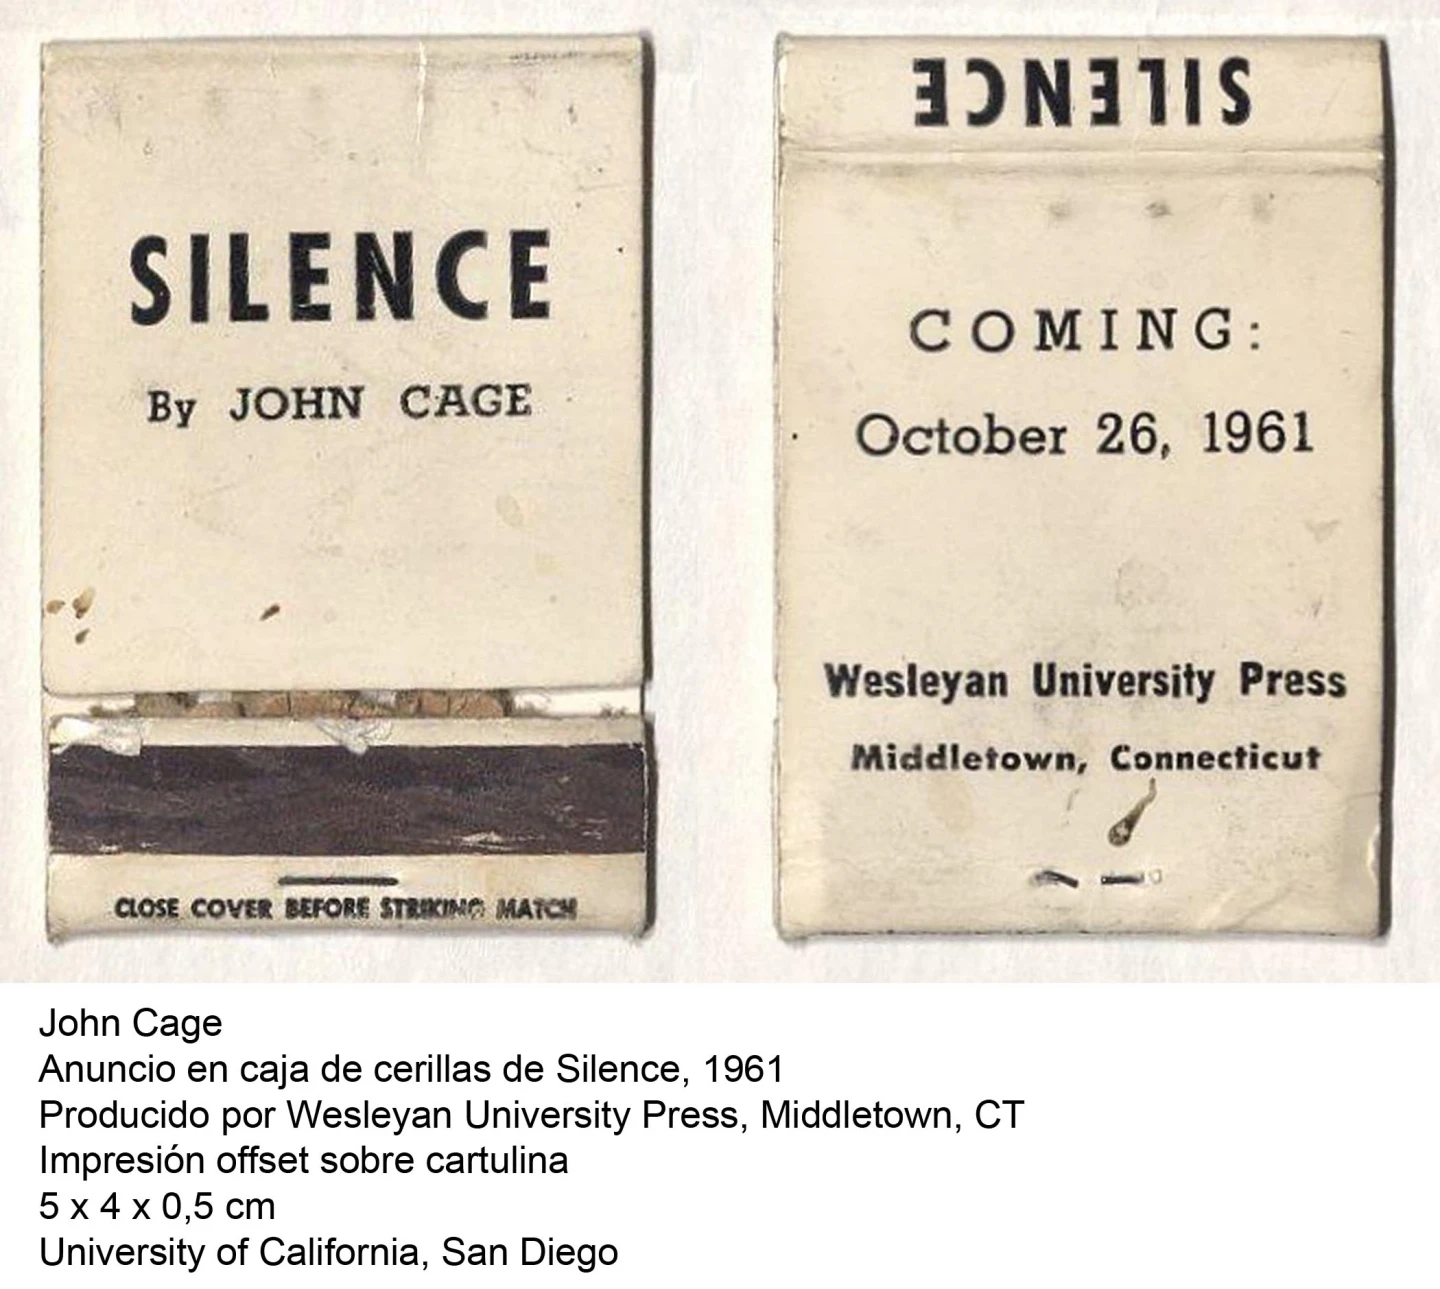 SILENCE
By JOHN CAGE
CLOSE COVER BEFORE STRIKING MATCH
SILENCE
COMING:
October 26, 1961
Wesleyan University Press
Middletown, Connecticut
John Cage
Anuncio en caja de cerillas de Silence, 1961
Producido por Wesleyan University Press, Middletown, CT
Impresión offset sobre cartulina
5 x 4 x 0,5 cm
University of California, San Diego